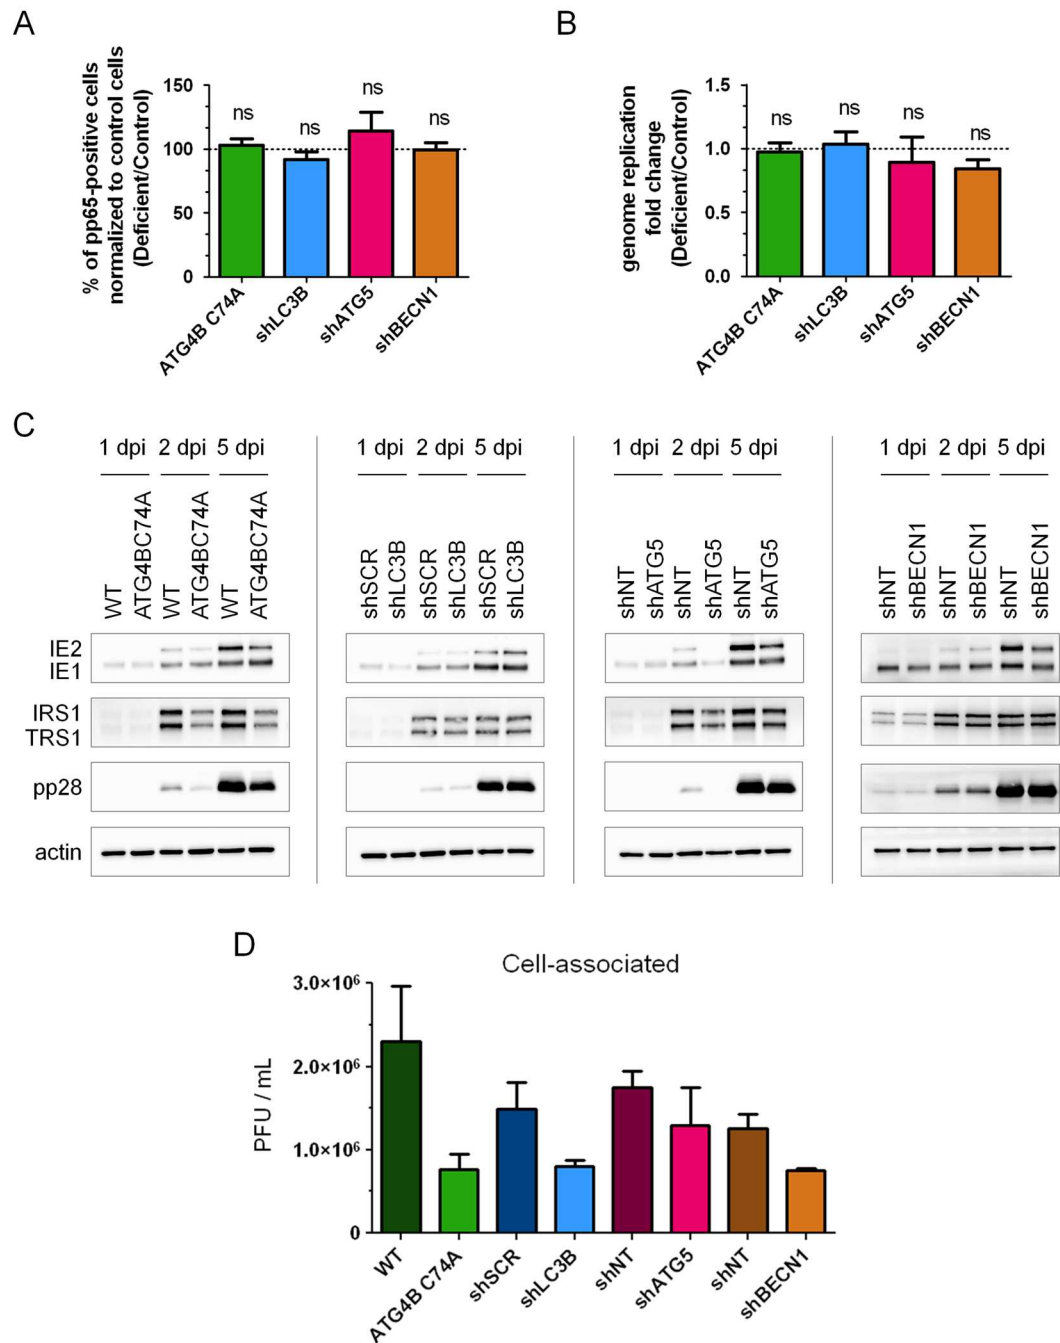 A
% of pp65-positive cells
normalized to control cells
(Deficient/Control)
150
100
50
0
ns
ns
ns
ns
ATG4B C74A
shLC3B
shATG5
shBECN1
B
genome replication
fold change
(Deficient/Control)
1.5
1.0
0.5
0.0
ns
ns
ns
ns
ATG4B C74A
shLC3B
shATG5
shBECN1
C
1 dpi 2 dpi 5 dpi
WT
ATG4BC74A
WT
ATG4BC74A
WT
ATG4BC74A
1 dpi 2 dpi 5 dpi
shSCR
shLC3B
shSCR
shLC3B
shSCR
shLC3B
1 dpi 2 dpi 5 dpi
shNT
shATG5
shNT
shATG5
shNT
shATG5
1 dpi 2 dpi 5 dpi
shNT
shBECN1
shNT
shBECN1
shNT
shBECN1
IE2
IE1
IRS1
TRS1
pp28
actin
D
Cell-associated
PFU / mL
3.0×10⁶
2.0×10⁶
1.0×10⁶
0
WT
ATG4B C74A
shSCR
shLC3B
shNT
shATG5
shNT
shBECN1